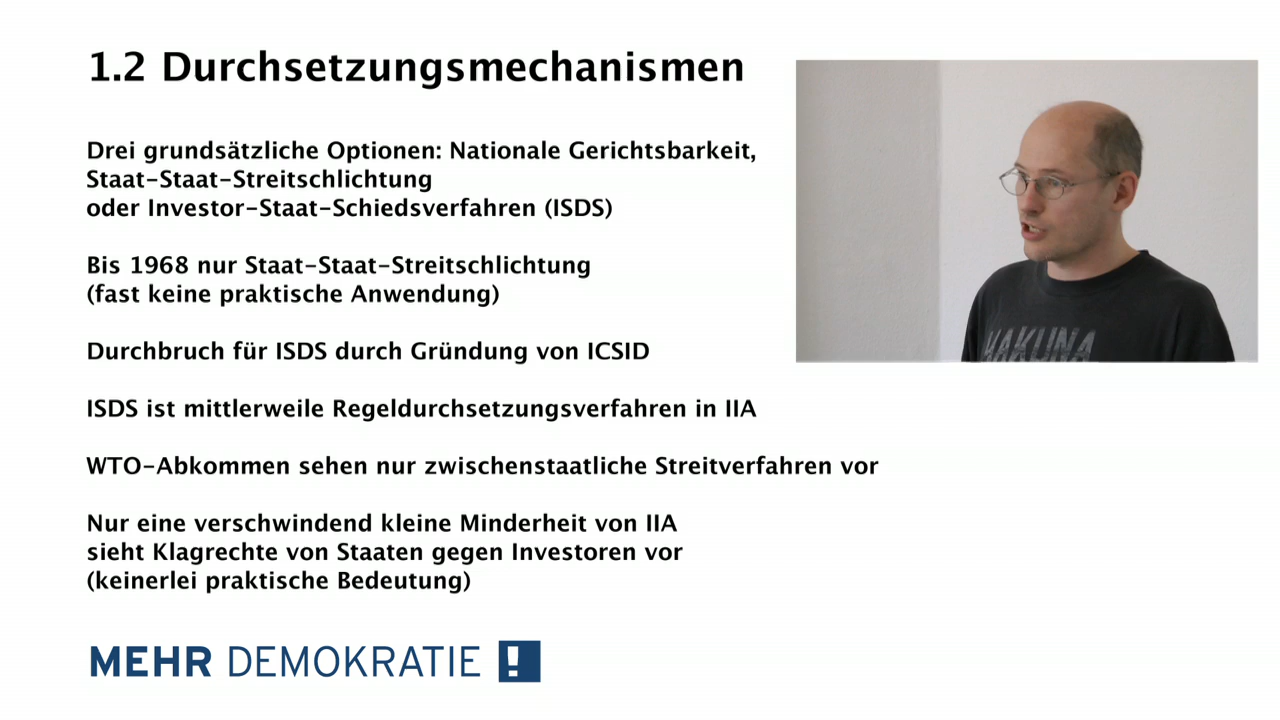 1.2 Durchsetzungsmechanismen
Drei grundsätzliche Optionen: Nationale Gerichtsbarkeit,
Staat-Staat-Streitschlichtung
oder Investor-Staat-Schiedsverfahren (ISDS)
Bis 1968 nur Staat-Staat-Streitschlichtung
(fast keine praktische Anwendung)
Durchbruch für ISDS durch Gründung von ICSID
ISDS ist mittlerweile Regeldurchsetzungsverfahren in IIA
WTO-Abkommen sehen nur zwischenstaatliche Streitverfahren vor
Nur eine verschwindend kleine Minderheit von IIA
sieht Klagrechte von Staaten gegen Investoren vor
(keinerlei praktische Bedeutung)
MEHR DEMOKRATIE !
HAKUNA